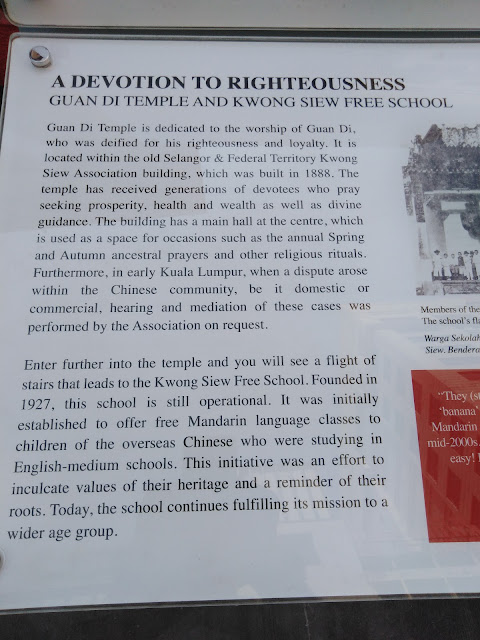 A DEVOTION TO RIGHTEOUSNESS
GUAN DI TEMPLE AND KWONG SIEW FREE SCHOOL
Guan Di Temple is dedicated to the worship of Guan Di,
who was deified for his righteousness and loyalty. It is
located within the old Selangor & Federal Territory Kwong
Siew Association building, which was built in 1888. The
temple has received generations of devotees who pray
seeking prosperity, health and wealth as well as divine
guidance. The building has a main hall at the centre, which
is used as a space for occasions such as the annual Spring
and Autumn ancestral prayers and other religious rituals.
Furthermore, in early Kuala Lumpur, when a dispute arose
within the Chinese community, be it domestic or
commercial, hearing and mediation of these cases was
performed by the Association on request.
Enter further into the temple and you will see a flight of
stairs that leads to the Kwong Siew Free School. Founded in
1927, this school is still operational. It was initially
established to offer free Mandarin language classes to
children of the overseas Chinese who were studying in
English-medium schools. This initiative was an effort to
inculcate values of their heritage and a reminder of their
roots. Today, the school continues fulfilling its mission to a
wider age group.
Members of the
The school's fl
Warga Sekolah
Siew. Bendera
"They (s
'banana'
Mandarin
mid-2000s.
easy!